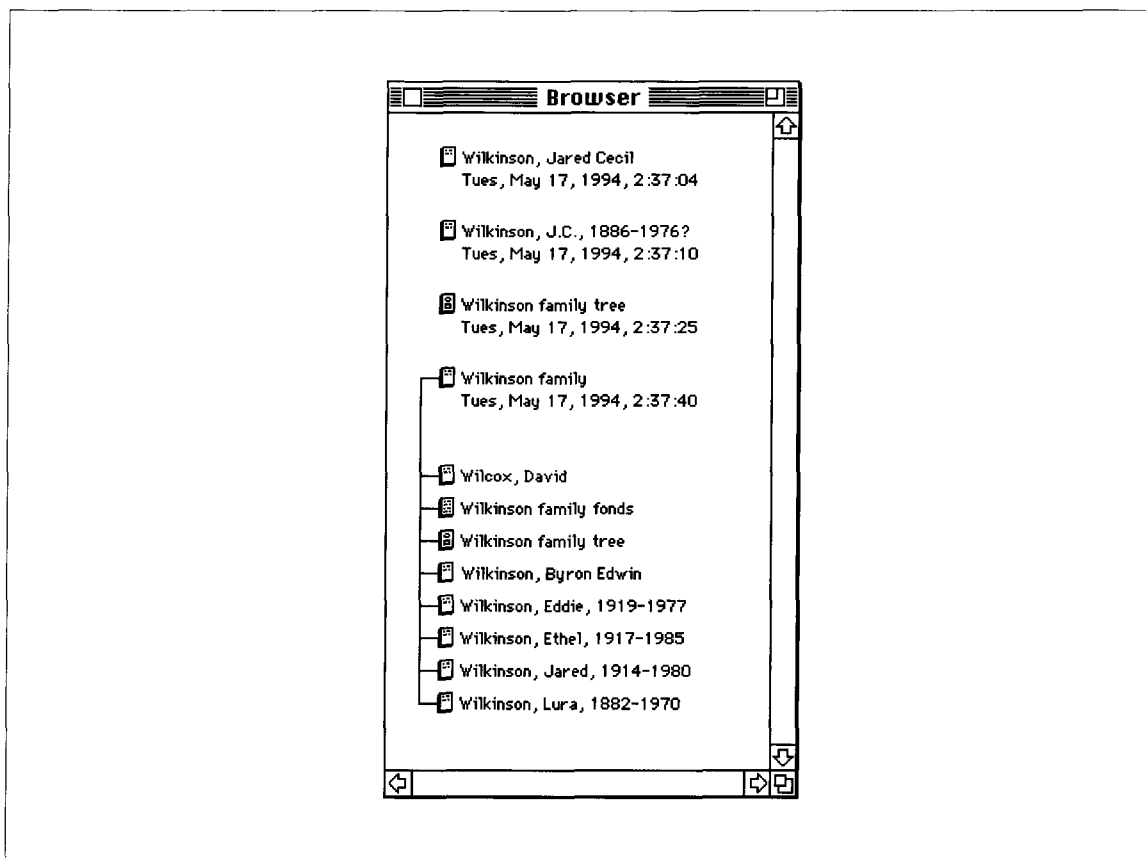 Browser
Wilkinson, Jared Cecil
Tues, May 17, 1994, 2:37:04
Wilkinson, J.C., 1886-1976?
Tues, May 17, 1994, 2:37:10
Wilkinson family tree
Tues, May 17, 1994, 2:37:25
Wilkinson family
Tues, May 17, 1994, 2:37:40
Wilcox, David
Wilkinson family fonds
Wilkinson family tree
Wilkinson, Byron Edwin
Wilkinson, Eddie, 1919-1977
Wilkinson, Ethel, 1917-1985
Wilkinson, Jared, 1914-1980
Wilkinson, Lura, 1882-1970